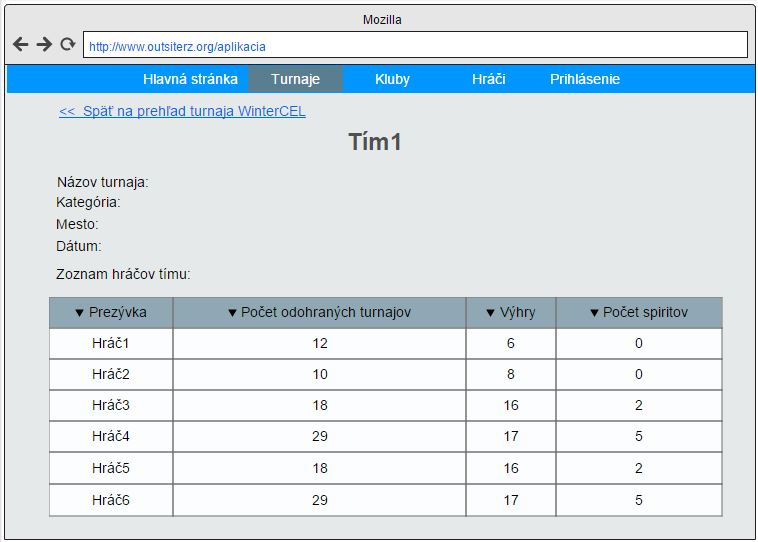 Mozilla
http://www.outsiterz.org/aplikacia
Hlavná stránka Turnaje Kluby Hráči Prihlásenie
<< Späť na prehľad turnaja WinterCEL
Tím1
Názov turnaja:
Kategória:
Mesto:
Dátum:
Zoznam hráčov tímu:
▼ Prezývka ▼ Počet odohraných turnajov ▼ Výhry ▼ Počet spiritov
Hráč1 12 6 0
Hráč2 10 8 0
Hráč3 18 16 2
Hráč4 29 17 5
Hráč5 18 16 2
Hráč6 29 17 5